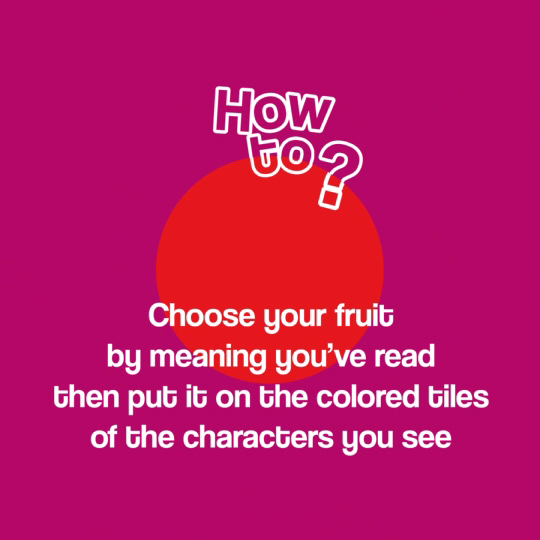 How
to?
Choose your fruit
by meaning you've read
then put it on the colored tiles
of the characters you see